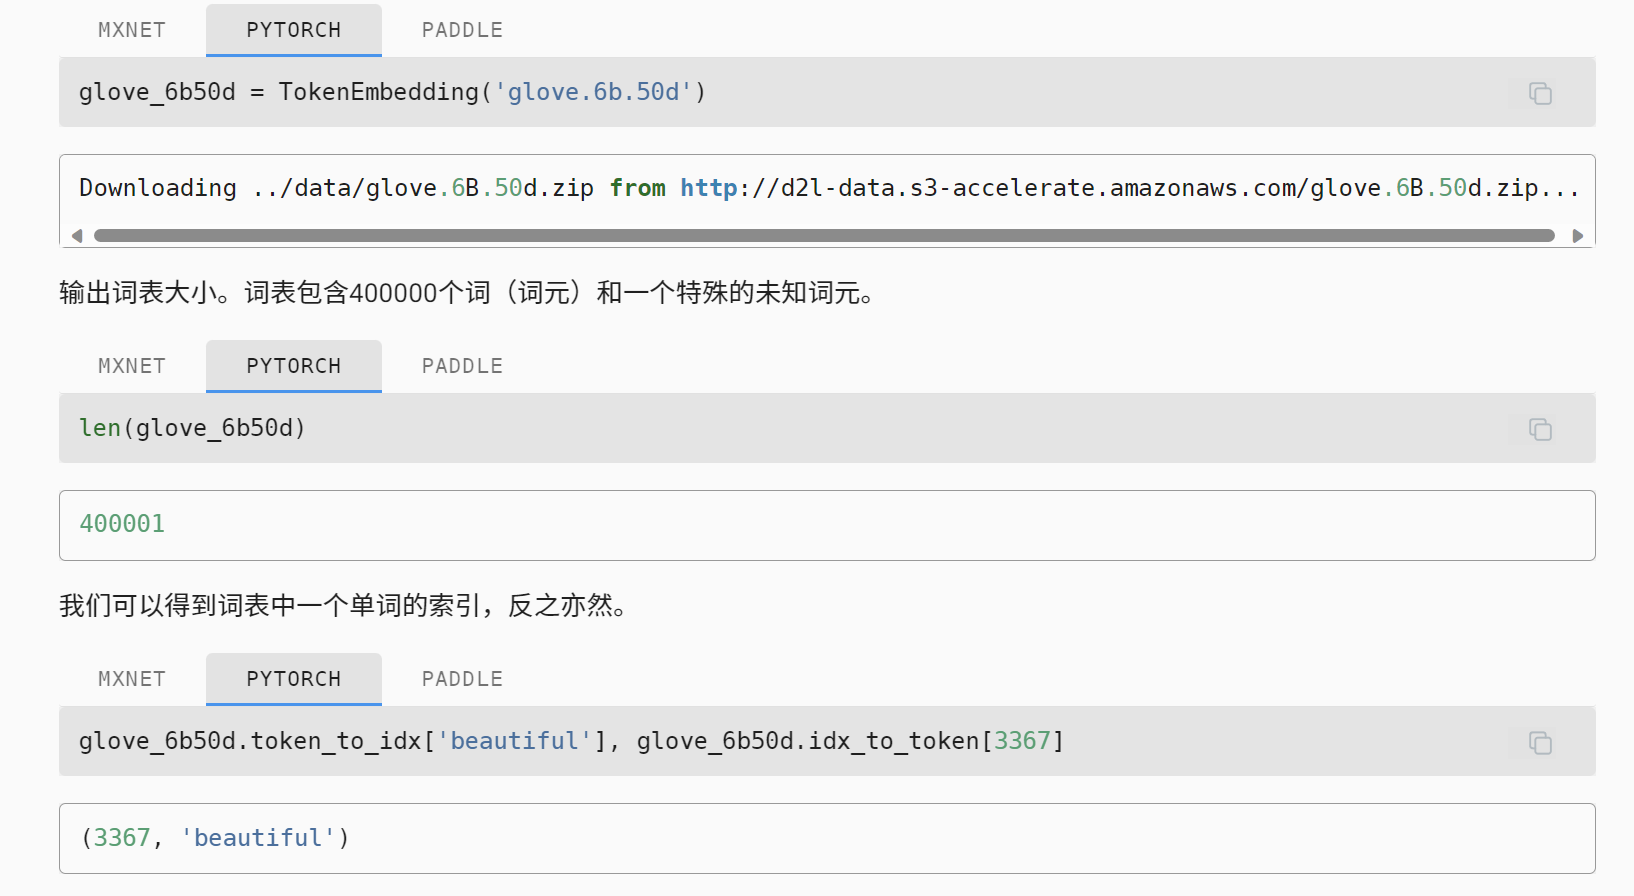 MXNET PYTORCH PADDLE
glove_6b50d = TokenEmbedding('glove.6b.50d')
Downloading ../data/glove.6B.50d.zip from http://d2l-data.s3-accelerate.amazonaws.com/glove.6B.50d.zip...
输出词表大小。词表包含400000个词（词元）和一个特殊的未知词元。
MXNET PYTORCH PADDLE
len(glove_6b50d)
400001
我们可以得到词表中一个单词的索引，反之亦然。
MXNET PYTORCH PADDLE
glove_6b50d.token_to_idx['beautiful'], glove_6b50d.idx_to_token[3367]
(3367, 'beautiful')